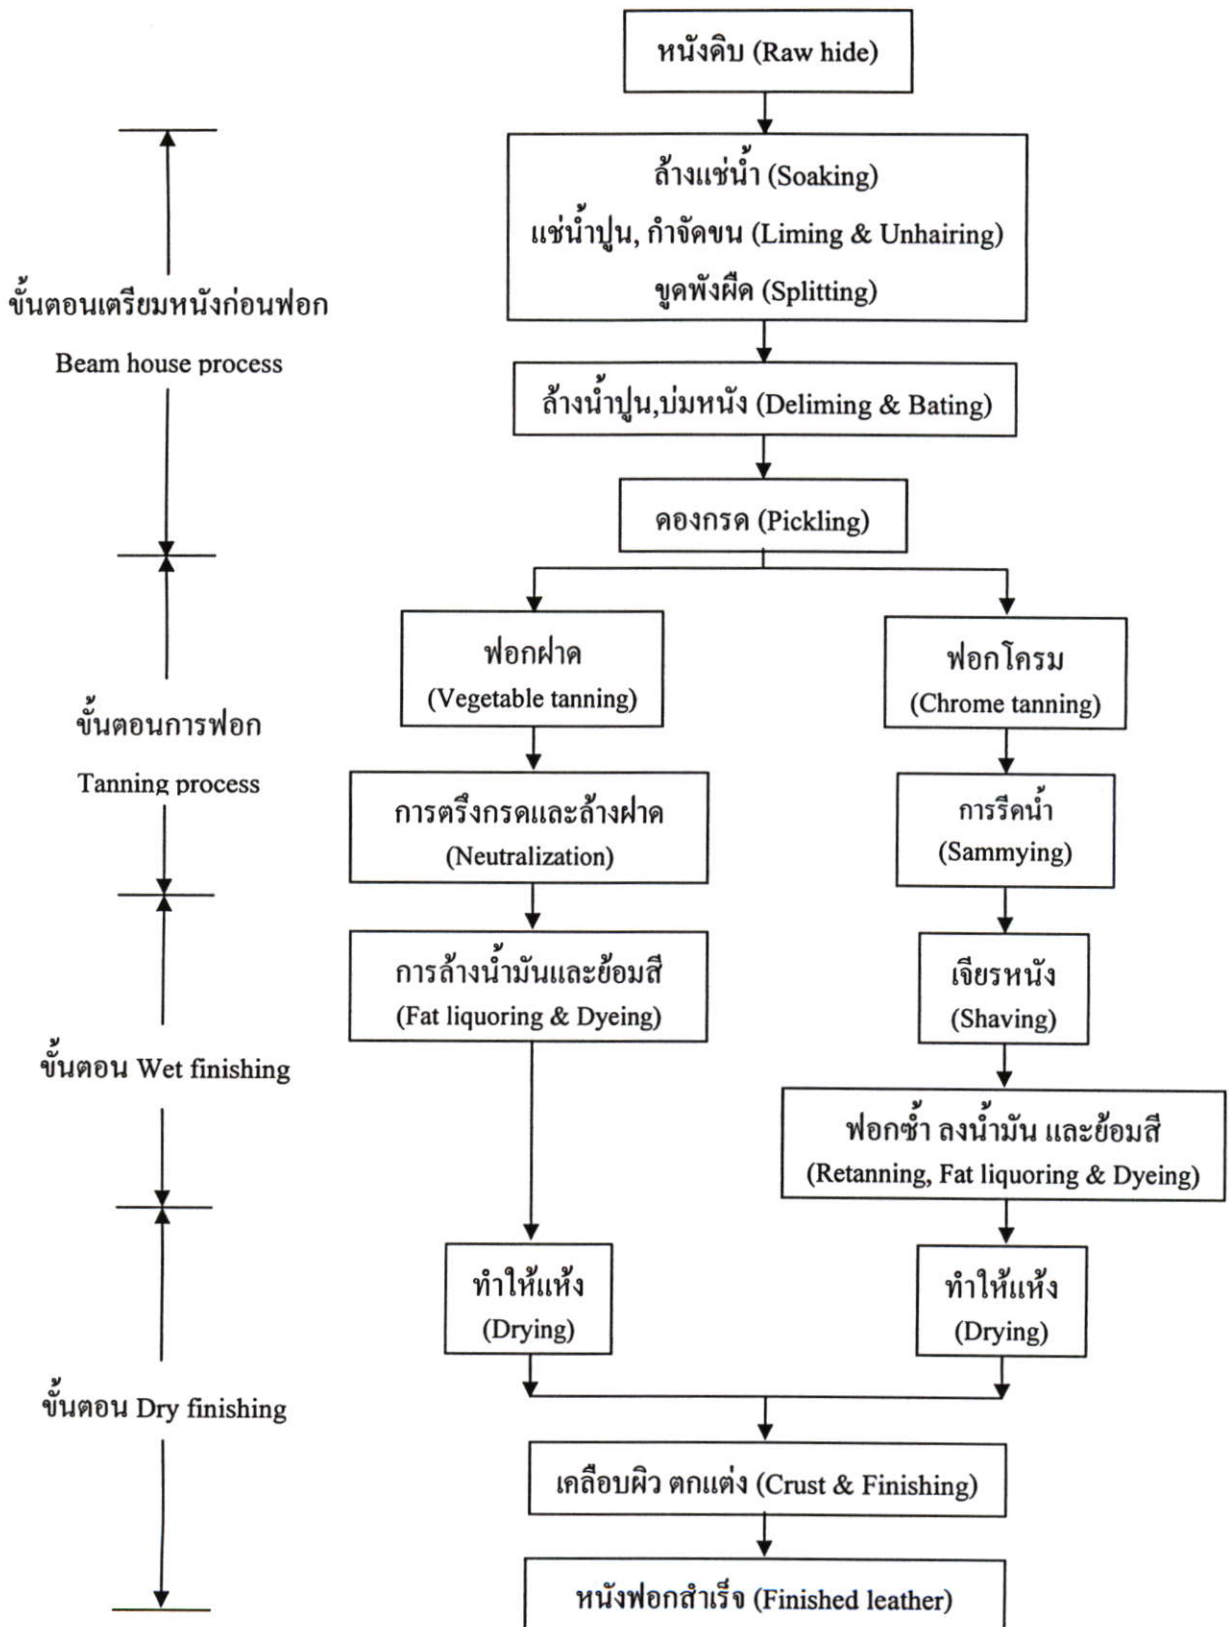 หนังดิบ (Raw hide)
ล้างแช่น้ำ (Soaking)
แช่น้ำปูน, กำจัดขน (Liming & Unhairing)
ขูดพังผืด (Splitting)
ขั้นตอนเตรียมหนังก่อนฟอก
Beam house process
ล้างน้ำปูน,บ่มหนัง (Deliming & Bating)
ดองกรด (Pickling)
ฟอกฝาด
(Vegetable tanning)
ฟอกโครม
(Chrome tanning)
ขั้นตอนการฟอก
Tanning process
การตรึงกรดและล้างฝาด
(Neutralization)
การรีดน้ำ
(Sammying)
การล้างน้ำมันและย้อมสี
(Fat liquoring & Dyeing)
เจียรหนัง
(Shaving)
ขั้นตอน Wet finishing
ฟอกซ้ำ ลงน้ำมัน และย้อมสี
(Retanning, Fat liquoring & Dyeing)
ทำให้แห้ง
(Drying)
ทำให้แห้ง
(Drying)
ขั้นตอน Dry finishing
เคลือบผิว ตกแต่ง (Crust & Finishing)
หนังฟอกสำเร็จ (Finished leather)